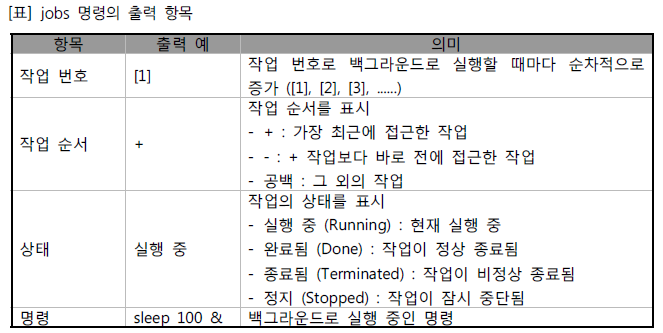 [표] jobs 명령의 출력 항목
항목 출력 예 의미
작업 번호 [1] 작업 번호로 백그라운드로 실행할 때마다 순차적으로
증가 ([1], [2], [3], ......)
작업 순서 + 작업 순서를 표시
- + : 가장 최근에 접근한 작업
- - : + 작업보다 바로 전에 접근한 작업
- 공백 : 그 외의 작업
상태 실행 중 작업의 상태를 표시
- 실행 중 (Running) : 현재 실행 중
- 완료됨 (Done) : 작업이 정상 종료됨
- 종료됨 (Terminated) : 작업이 비정상 종료됨
- 정지 (Stopped) : 작업이 잠시 중단됨
명령 sleep 100 & 백그라운드로 실행 중인 명령